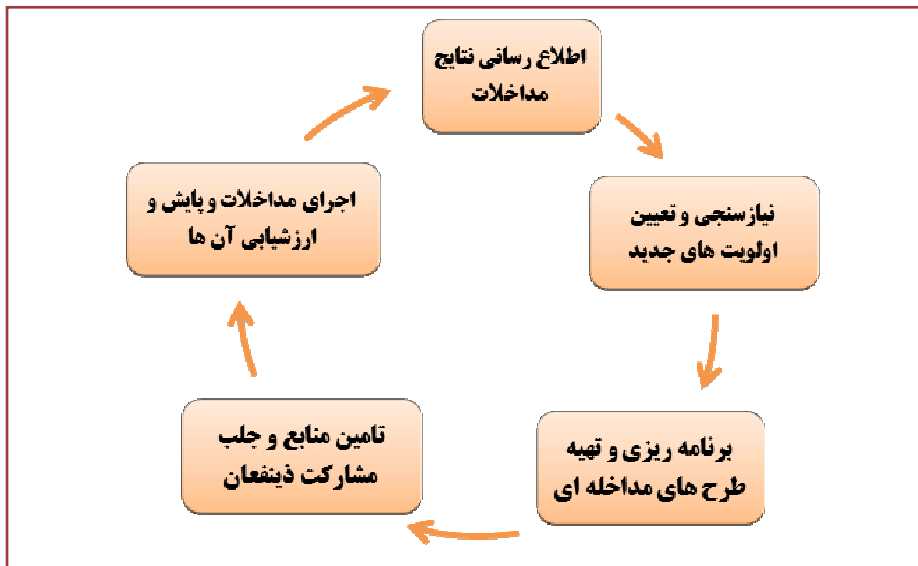 اطلاع رسانی نتایج
مداخلات
نیازسنجی و تعیین
اولویت های جدید
برنامه ریزی و تهیه
طرح های مداخله ای
تامین منابع و جلب
مشارکت ذینفعان
اجرای مداخلات و پایش و
ارزشیابی آن ها